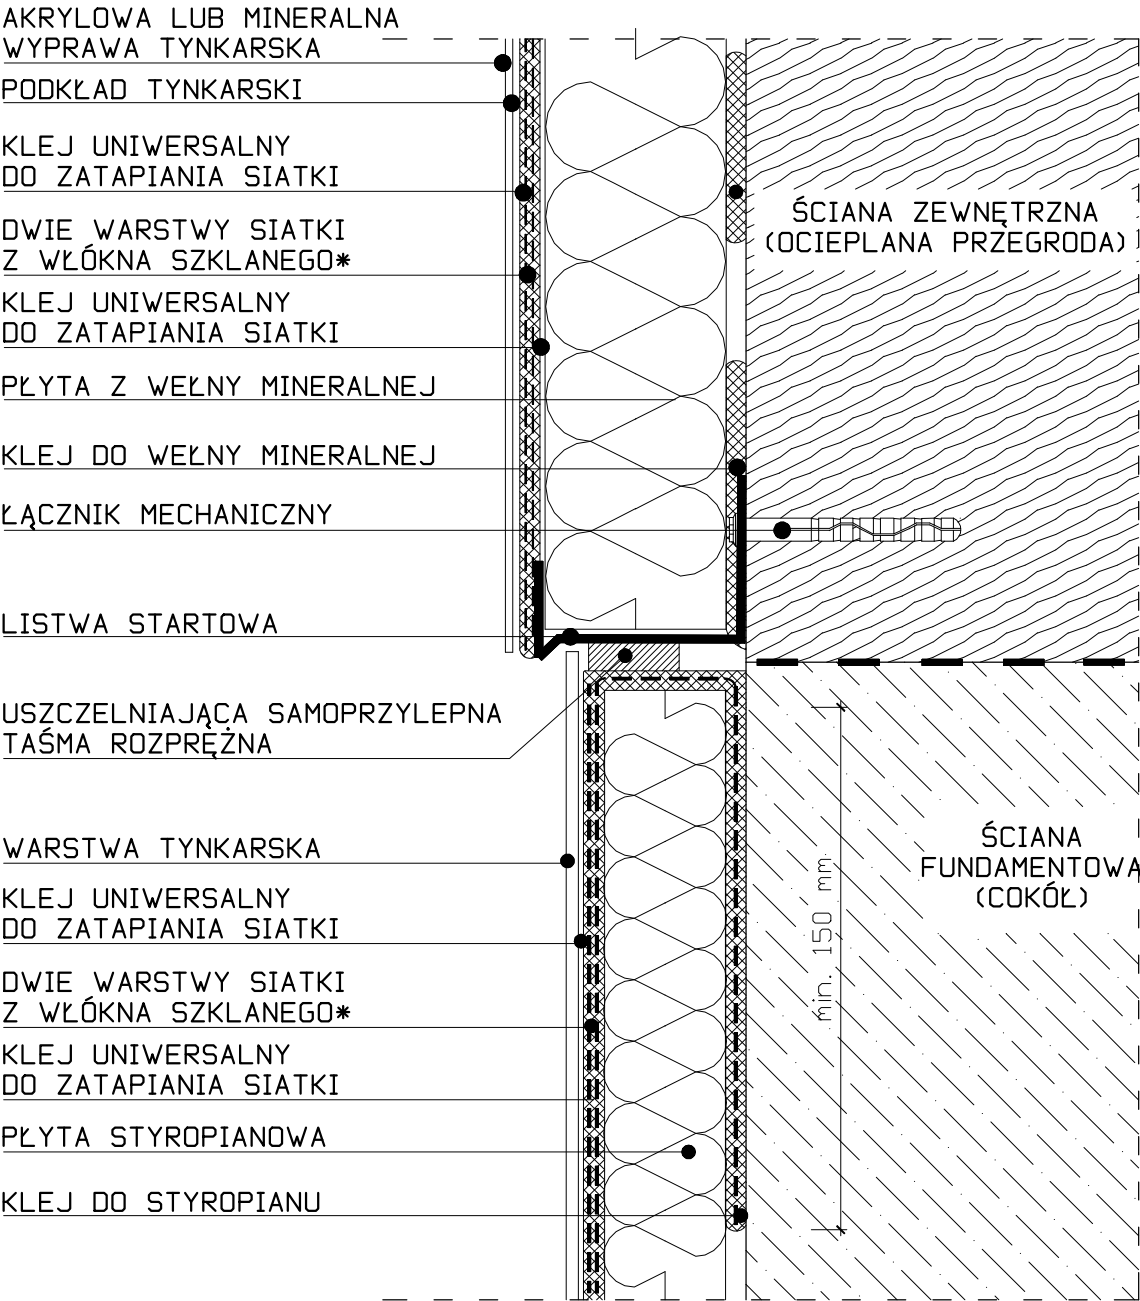 AKRYLOWA LUB MINERALNA
WYPRAWA TYNKARSKA
PODKŁAD TYNKARSKI
KLEJ UNIWERSALNY
DO ZATAPIANIA SIATKI
DWIE WARSTWY SIATKI
Z WŁÓKNA SZKLANEGO*
KLEJ UNIWERSALNY
DO ZATAPIANIA SIATKI
PŁYTA Z WEŁNY MINERALNEJ
KLEJ DO WEŁNY MINERALNEJ
ŁĄCZNIK MECHANICZNY
LISTWA STARTOWA
USZCZELNIAJĄCA SAMOPRZYLEPNA
TAŚMA ROZPRĘŻNA
WARSTWA TYNKARSKA
KLEJ UNIWERSALNY
DO ZATAPIANIA SIATKI
DWIE WARSTWY SIATKI
Z WŁÓKNA SZKLANEGO*
KLEJ UNIWERSALNY
DO ZATAPIANIA SIATKI
PŁYTA STYROPIANOWA
KLEJ DO STYROPIANU
ŚCIANA ZEWNĘTRZNA
(OCIEPLANA PRZEGRODA)
ŚCIANA
FUNDAMENTOWA
(COKÓŁ)
min. 150 mm